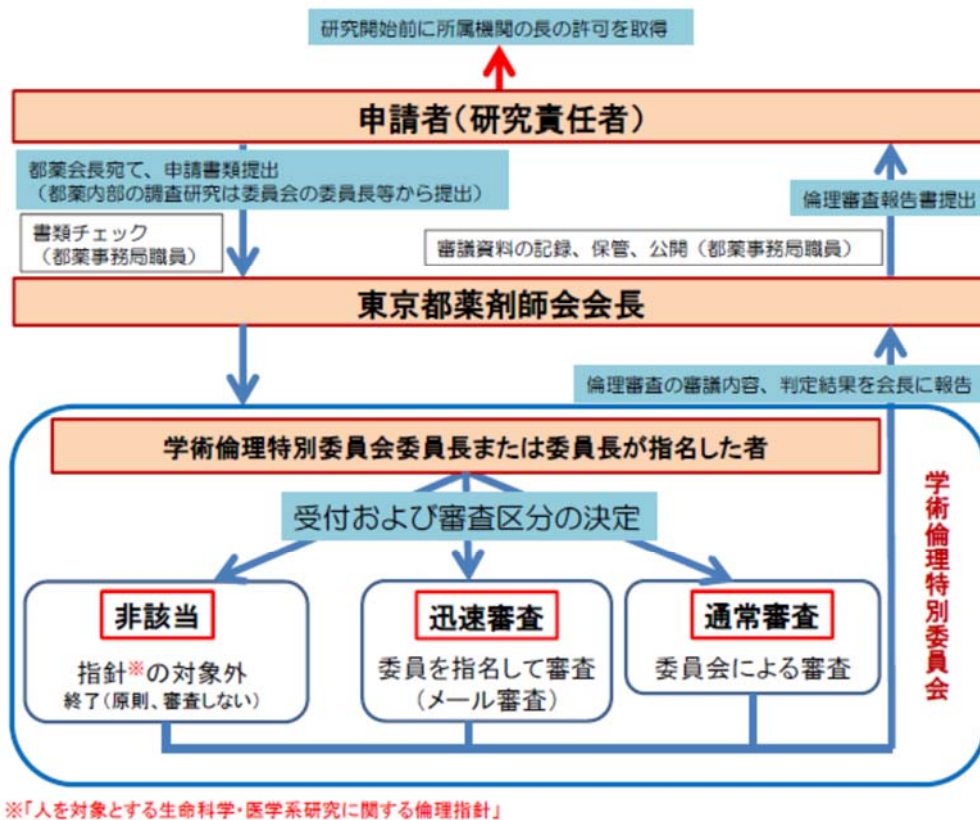 研究開始前に所属機関の長の許可を取得
申請者(研究責任者)
都薬会長宛て、申請書類提出
(都薬内部の調査研究は委員会の委員長等から提出)
倫理審査報告書提出
書類チェック
(都薬事務局職員)
審議資料の記録、保管、公開(都薬事務局職員)
東京都薬剤師会会長
倫理審査の審議内容、判定結果を会長に報告
学術倫理特別委員会委員長または委員長が指名した者
学術倫理特別委員会
受付および審査区分の決定
非該当
指針※の対象外
終了(原則、審査しない)
迅速審査
委員を指名して審査
(メール審査)
通常審査
委員会による審査
※「人を対象とする生命科学・医学系研究に関する倫理指針」